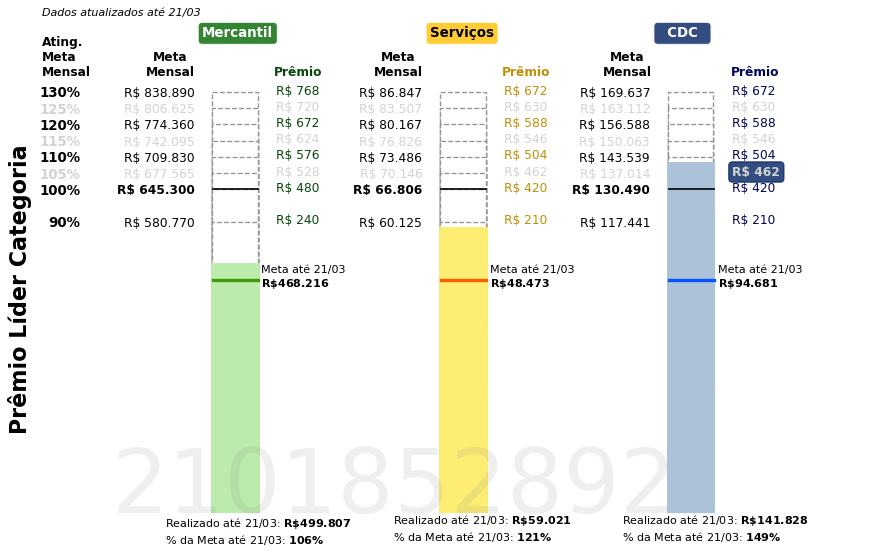 Dados atualizados até 21/03
Mercantil Serviços CDC
Ating. Meta Mensal
Meta Mensal Prêmio Meta Mensal Prêmio Meta Mensal Prêmio
130% R$ 838.890 R$ 768 R$ 86.847 R$ 672 R$ 169.637 R$ 672
125% R$ 806.625 R$ 720 R$ 83.507 R$ 630 R$ 163.112 R$ 630
120% R$ 774.360 R$ 672 R$ 80.167 R$ 588 R$ 156.588 R$ 588
115% R$ 742.095 R$ 624 R$ 76.826 R$ 546 R$ 150.063 R$ 546
110% R$ 709.830 R$ 576 R$ 73.486 R$ 504 R$ 143.539 R$ 504
105% R$ 677.565 R$ 528 R$ 70.146 R$ 462 R$ 137.014 R$ 462
100% R$ 645.300 R$ 480 R$ 66.806 R$ 420 R$ 130.490 R$ 420
90% R$ 580.770 R$ 240 R$ 60.125 R$ 210 R$ 117.441 R$ 210
Prêmio Líder Categoria
Meta até 21/03 Meta até 21/03 Meta até 21/03
R$468.216 R$48.473 R$94.681
2101852892
Realizado até 21/03: R$499.807 Realizado até 21/03: R$59.021 Realizado até 21/03: R$141.828
% da Meta até 21/03: 106% % da Meta até 21/03: 121% % da Meta até 21/03: 149%